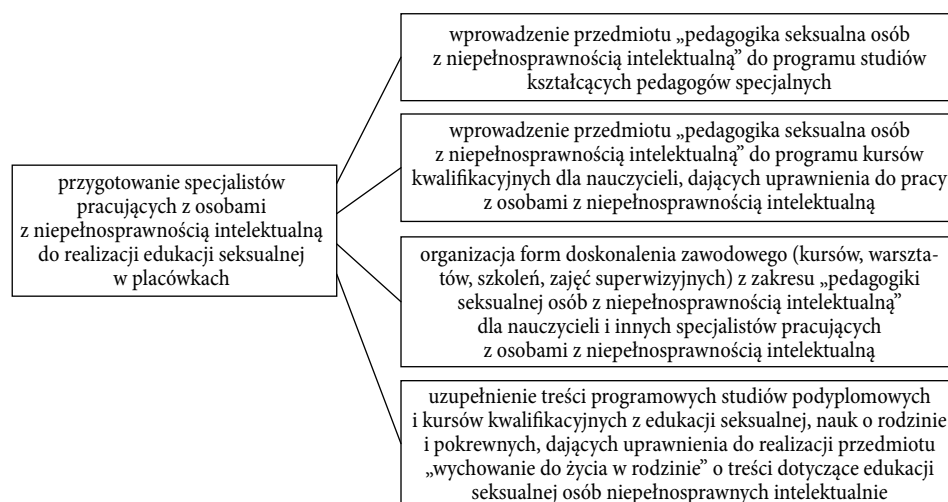 przygotowanie specjalistów
pracujących z osobami
z niepełnosprawnością intelektualną
do realizacji edukacji seksualnej
w placówkach
wprowadzenie przedmiotu „pedagogika seksualna osób
z niepełnosprawnością intelektualną” do programu studiów
kształcących pedagogów specjalnych
wprowadzenie przedmiotu „pedagogika seksualna osób
z niepełnosprawnością intelektualną” do programu kursów
kwalifikacyjnych dla nauczycieli, dających uprawnienia do pracy
z osobami z niepełnosprawnością intelektualną
organizacja form doskonalenia zawodowego (kursów, warszta-
tów, szkoleń, zajęć superwizyjnych) z zakresu „pedagogiki
seksualnej osób z niepełnosprawnością intelektualną”
dla nauczycieli i innych specjalistów pracujących
z osobami z niepełnosprawnością intelektualną
uzupełnienie treści programowych studiów podyplomowych
i kursów kwalifikacyjnych z edukacji seksualnej, nauk o rodzinie
i pokrewnych, dających uprawnienia do realizacji przedmiotu
„wychowanie do życia w rodzinie” o treści dotyczące edukacji
seksualnej osób niepełnosprawnych intelektualnie